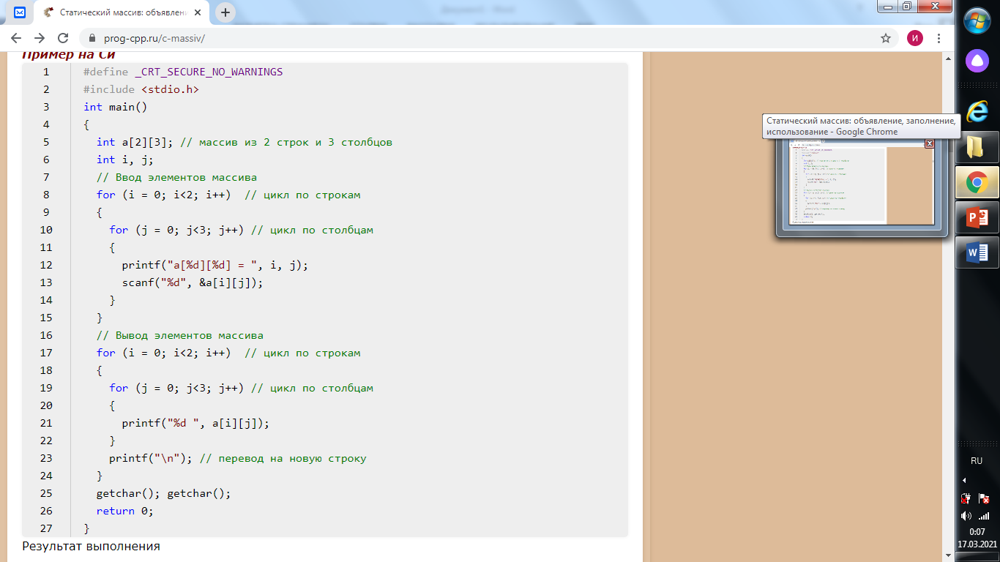 Статический массив: объявлен
prog-cpp.ru/c-massiv/
И
Пример на Си
1 #define _CRT_SECURE_NO_WARNINGS
2 #include <stdio.h>
3 int main()
4 {
5 int a[2][3]; // массив из 2 строк и 3 столбцов
6 int i, j;
7 // Ввод элементов массива
8 for (i = 0; i<2; i++)  // цикл по строкам
9 {
10 for (j = 0; j<3; j++) // цикл по столбцам
11 {
12 printf("a[%d][%d] = ", i, j);
13 scanf("%d", &a[i][j]);
14 }
15 }
16 // Вывод элементов массива
17 for (i = 0; i<2; i++)  // цикл по строкам
18 {
19 for (j = 0; j<3; j++) // цикл по столбцам
20 {
21 printf("%d ", a[i][j]);
22 }
23 printf("\n"); // перевод на новую строку
24 }
25 getchar(); getchar();
26 return 0;
27 }
Результат выполнения
Статический массив: объявление, заполнение,
использование - Google Chrome
RU
0:07
17.03.2021